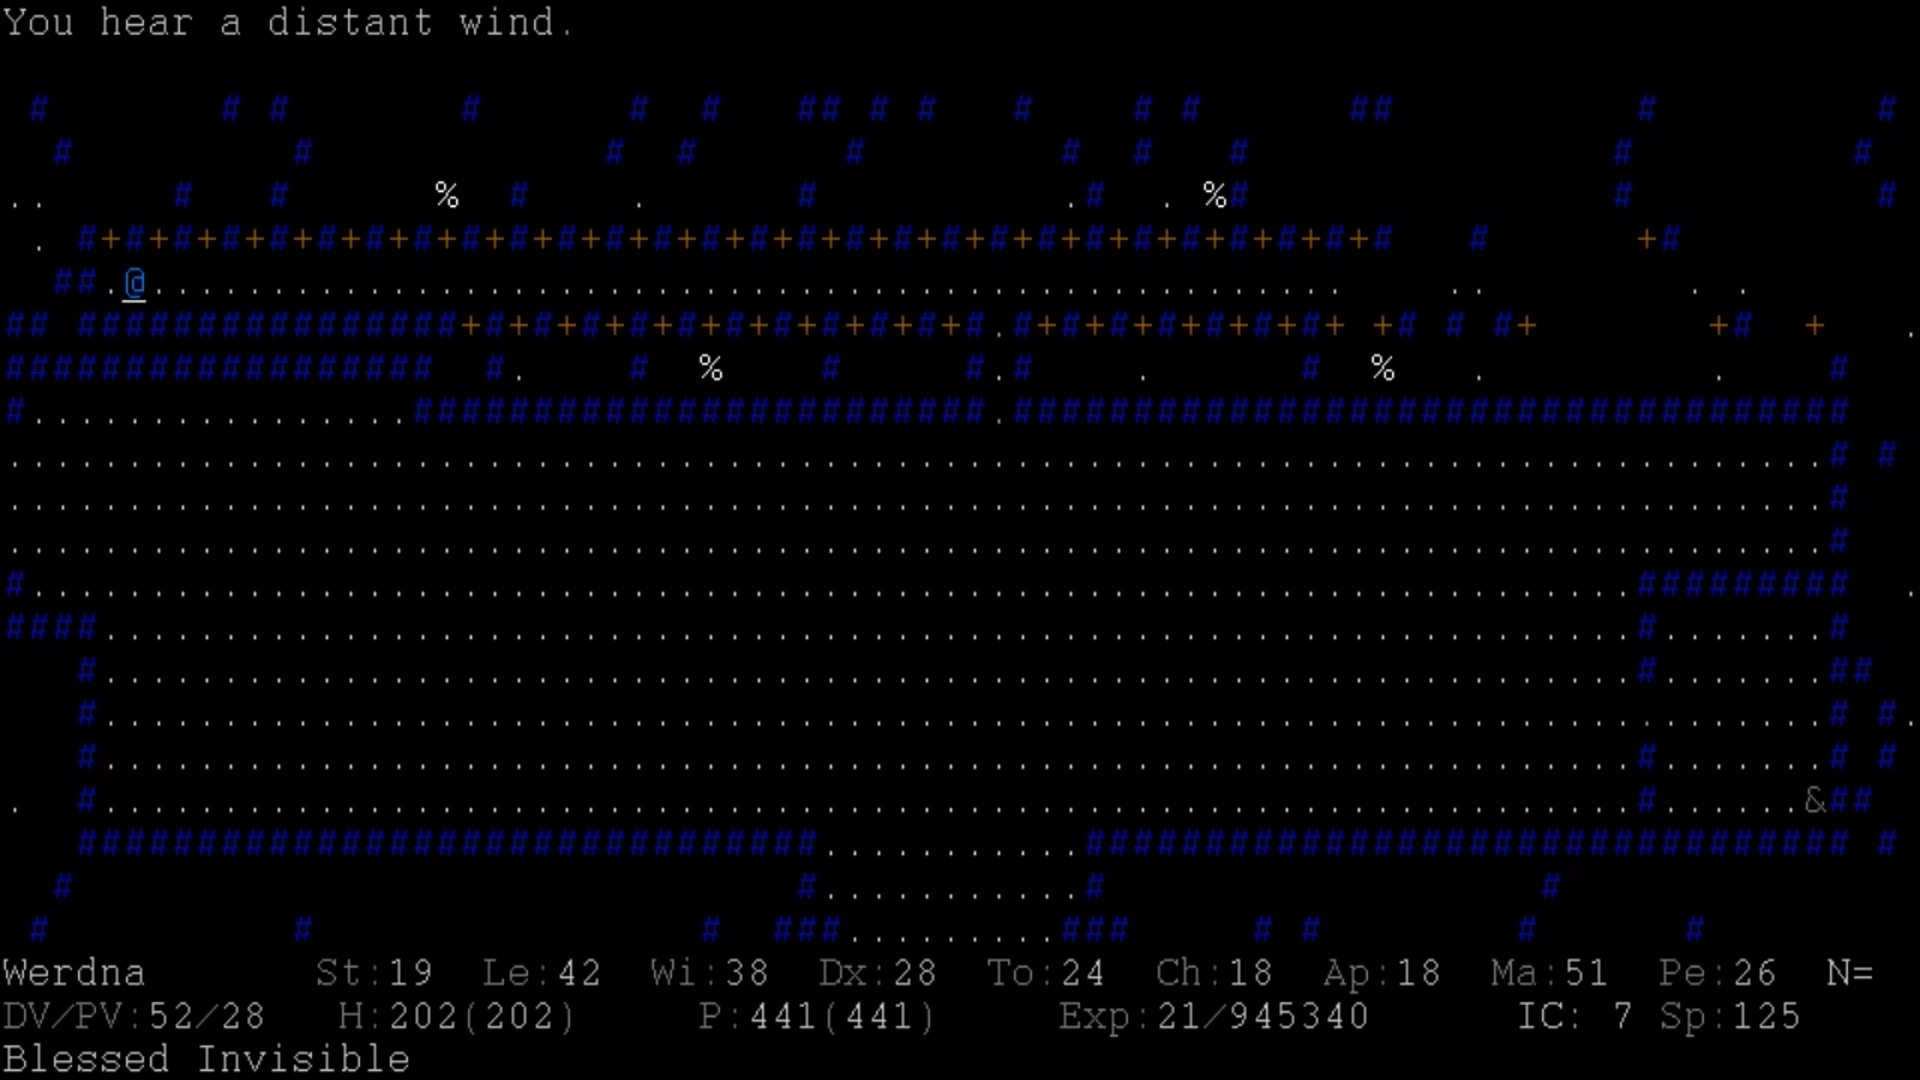 You hear a distant wind.
Werdna St:19 Le:42 Wi:38 Dx:28 To:24 Ch:18 Ap:18 Ma:51 Pe:26 N=
DV/PV:52/28 H:202(202) P:441(441) Exp:21/945340 IC: 7 Sp:125
Blessed Invisible